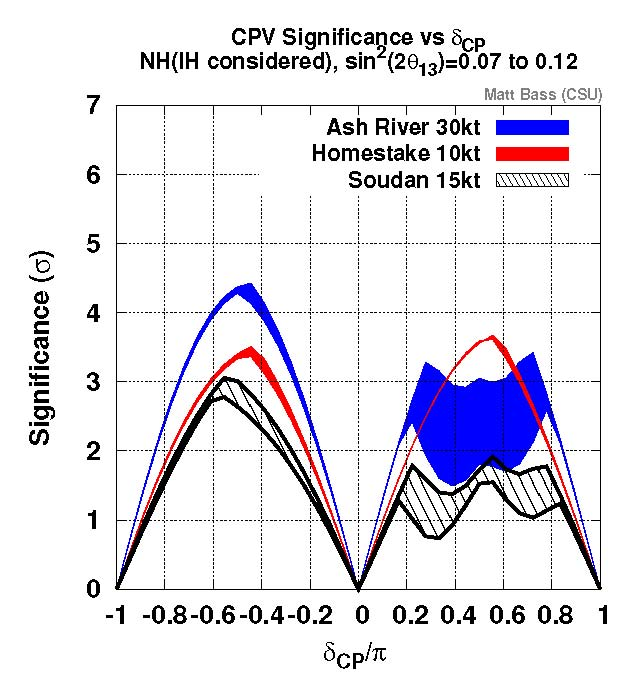 CPV Significance vs δCP
NH(IH considered), sin²(2θ₁₃)=0.07 to 0.12
Matt Bass (CSU)
7
6
5
4
3
2
1
0
Ash River 30kt
Homestake 10kt
Soudan 15kt
Significance (σ)
-1 -0.8 -0.6 -0.4 -0.2 0 0.2 0.4 0.6 0.8 1
δCP/π